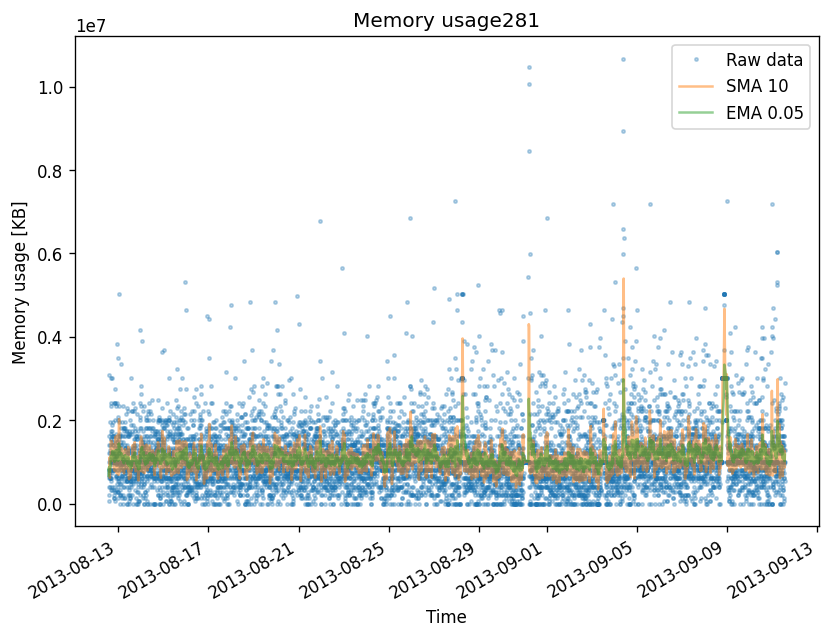 Memory usage281
1e7
Raw data
SMA 10
EMA 0.05
1.0
0.8
0.6
0.4
0.2
0.0
Memory usage [KB]
2013-08-13
2013-08-17
2013-08-21
2013-08-25
2013-08-29
2013-09-01
2013-09-05
2013-09-09
2013-09-13
Time